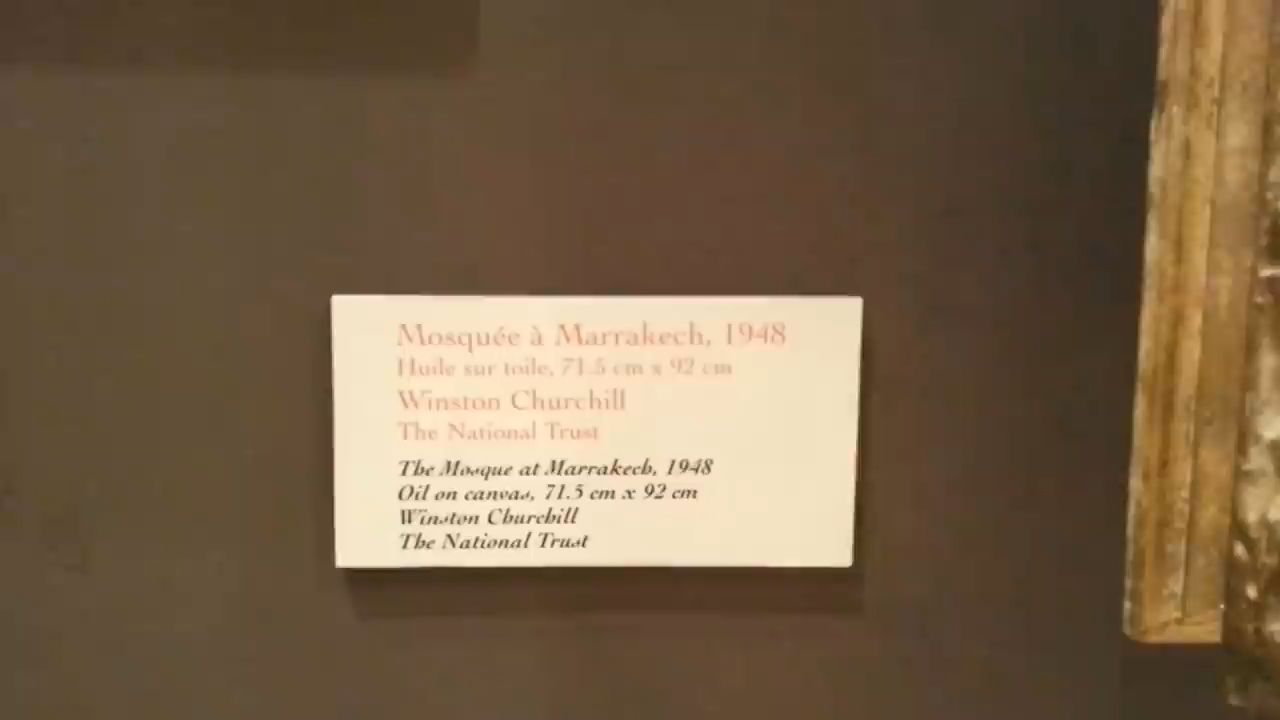 Mosquée à Marrakech, 1948
Huile sur toile, 71.5 cm x 92 cm
Winston Churchill
The National Trust
The Mosque at Marrakech, 1948
Oil on canvas, 71.5 cm x 92 cm
Winston Churchill
The National Trust